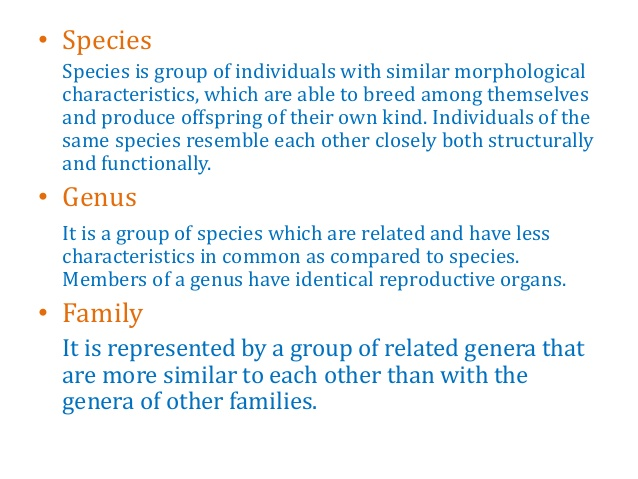 • Species
Species is group of individuals with similar morphological
characteristics, which are able to breed among themselves
and produce offspring of their own kind. Individuals of the
same species resemble each other closely both structurally
and functionally.
• Genus
It is a group of species which are related and have less
characteristics in common as compared to species.
Members of a genus have identical reproductive organs.
• Family
It is represented by a group of related genera that
are more similar to each other than with the
genera of other families.